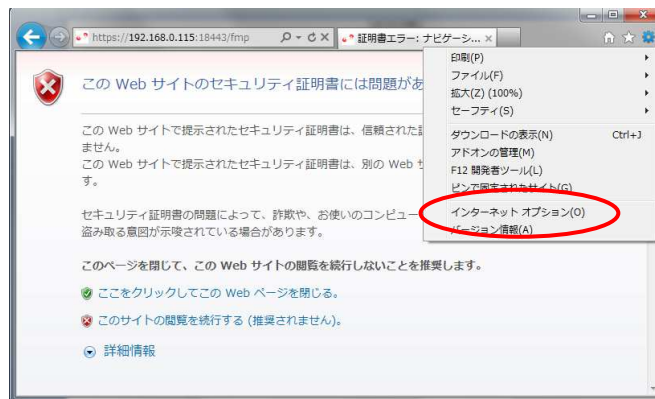 https://192.168.0.115:18443/fmp
証明書エラー: ナビゲーシ...
この Web サイトのセキュリティ証明書には問題があ
この Web サイトで提示されたセキュリティ証明書は、信頼された
ません。
この Web サイトで提示されたセキュリティ証明書は、別の Web
す。
セキュリティ証明書の問題によって、詐欺や、お使いのコンピュー
盗み取る意図が示唆されている場合があります。
このページを閉じて、この Web サイトの閲覧を続行しないことを推奨します。
ここをクリックしてこの Web ページを閉じる。
このサイトの閲覧を続行する (推奨されません)。
詳細情報
印刷(P)
ファイル(F)
拡大(Z) (100%)
セーフティ(S)
ダウンロードの表示(N) Ctrl+J
アドオンの管理(M)
F12 開発者ツール(L)
ピンで固定されたサイト(G)
インターネット オプション(O)
バージョン情報(A)